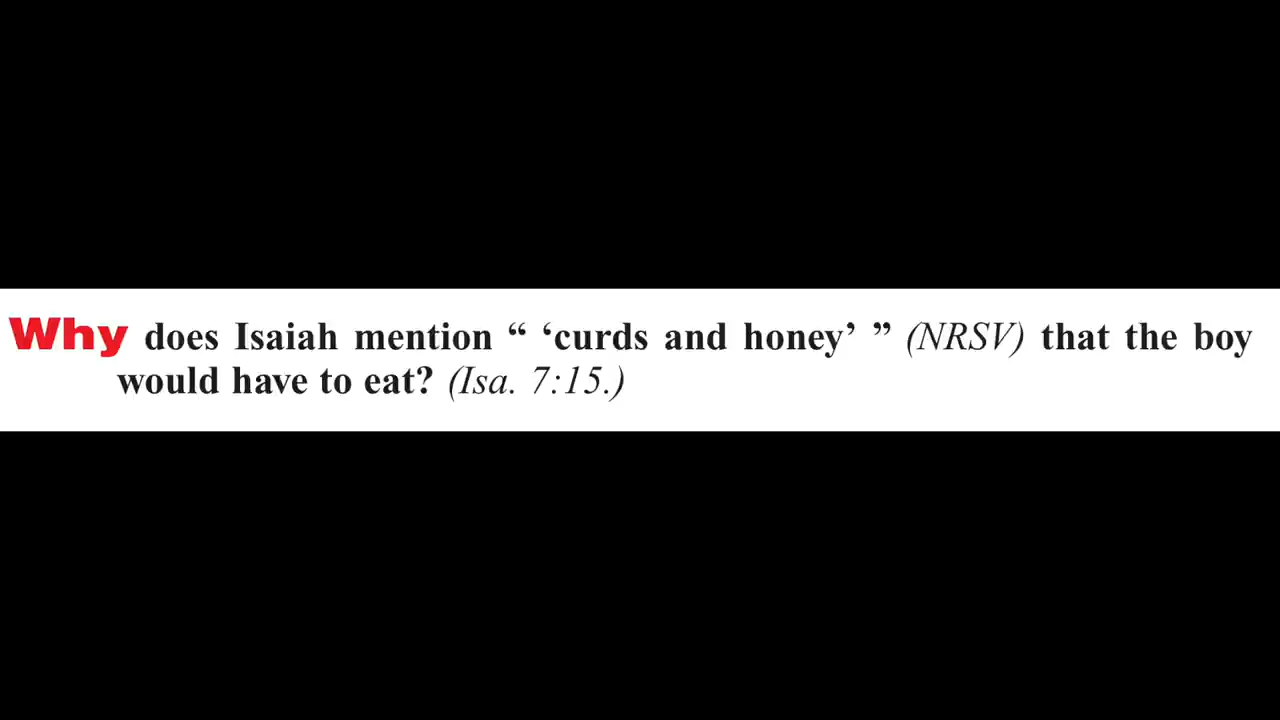 Why does Isaiah mention “ ‘curds and honey’ ” (NRSV) that the boy
would have to eat? (Isa. 7:15.)